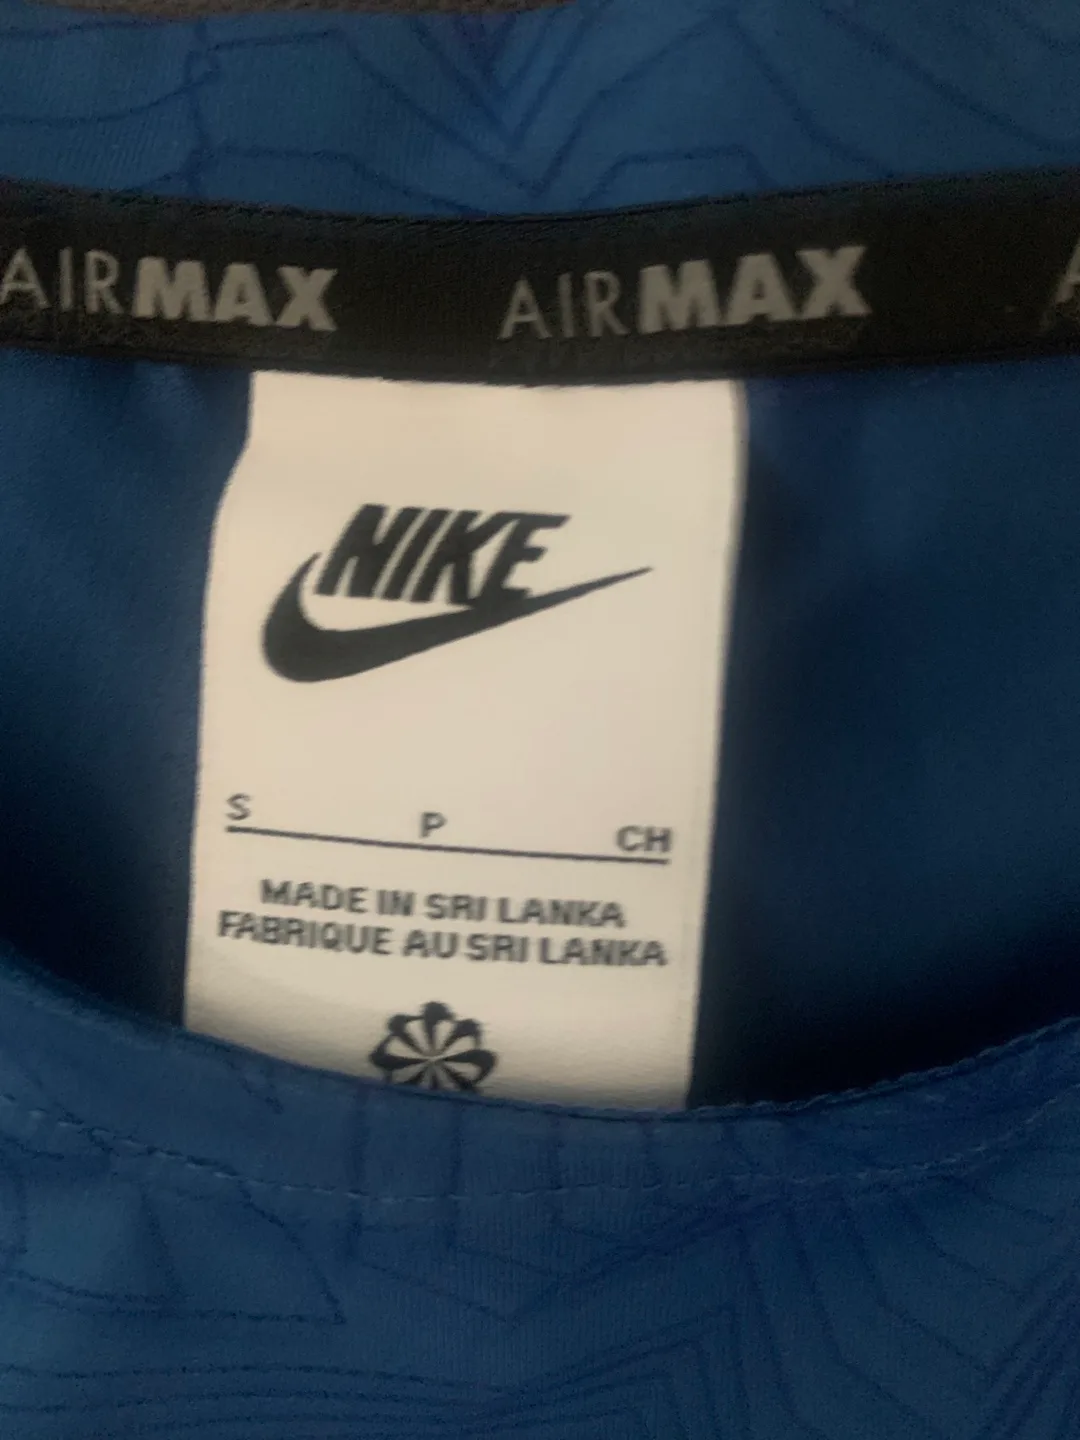 AIRMAX AIRMAX A
NIKE
S P CH
MADE IN SRI LANKA
FABRIQUE AU SRI LANKA